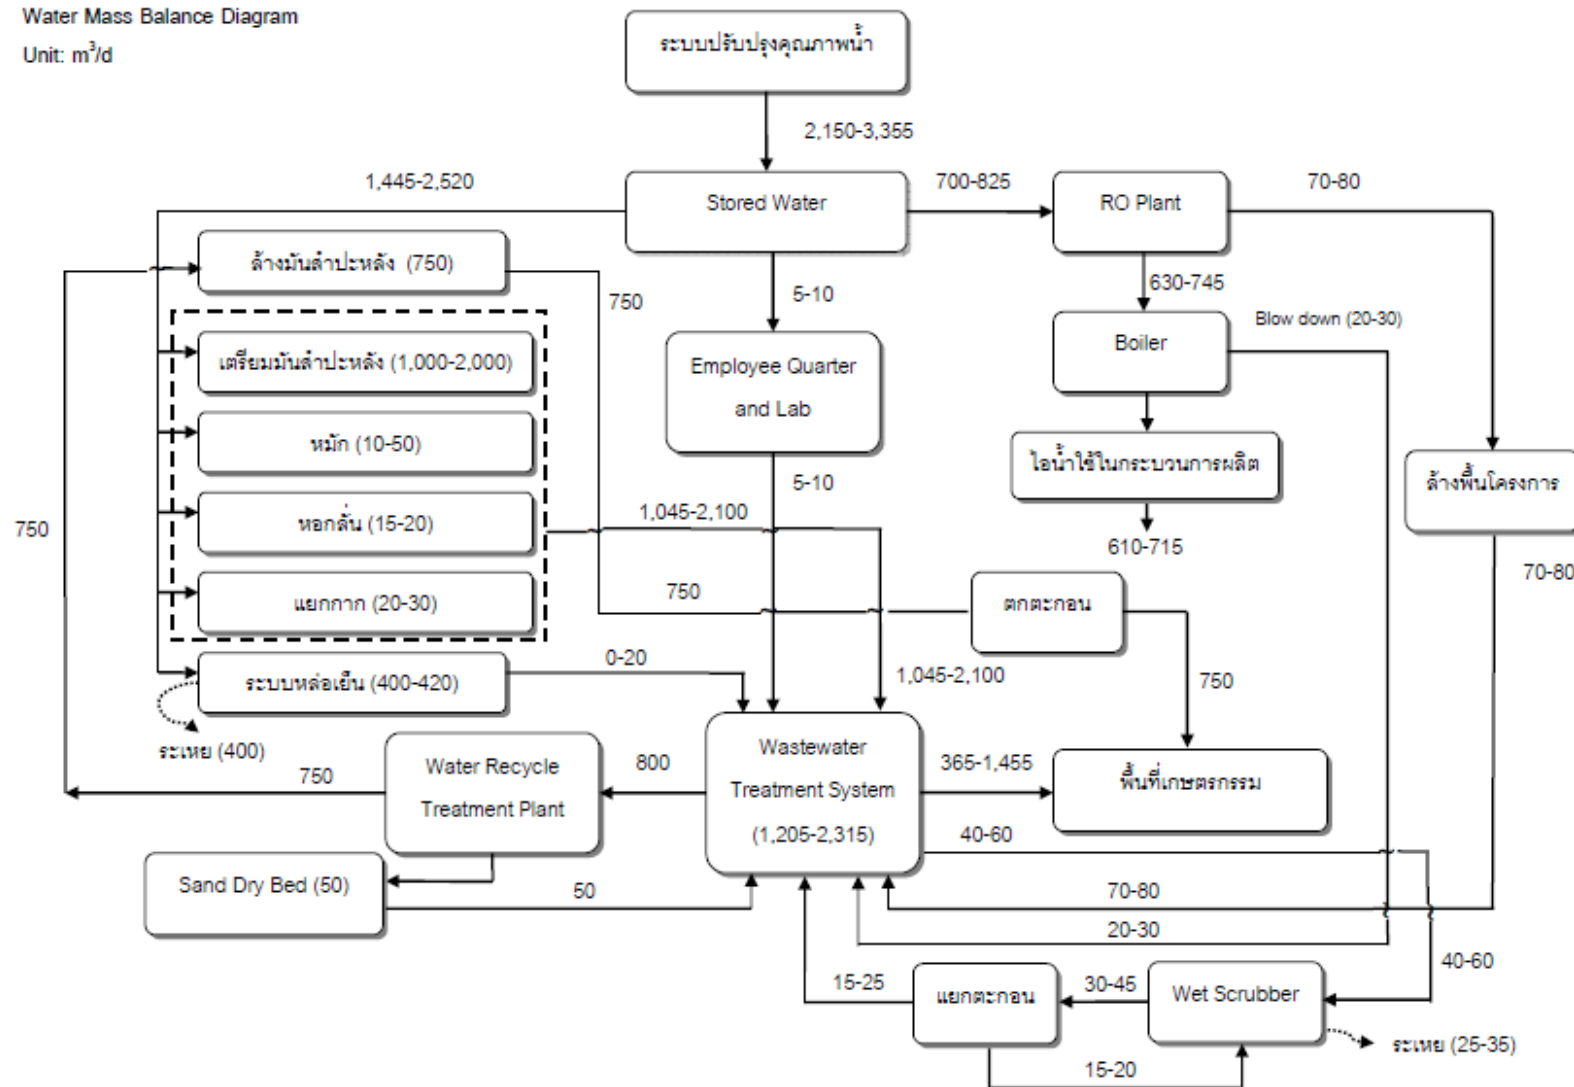 Water Mass Balance Diagram
Unit: m³/d
ระบบปรับปรุงคุณภาพน้ำ
2,150-3,355
1,445-2,520
Stored Water
700-825
RO Plant
70-80
ล้างมันสำปะหลัง (750)
750
5-10
630-745
Blow down (20-30)
เตรียมมันสำปะหลัง (1,000-2,000)
Employee Quarter
and Lab
Boiler
หมัก (10-50)
ไอน้ำใช้ในกระบวนการผลิต
ล้างพื้นโครงการ
5-10
หอกลั่น (15-20)
1,045-2,100
750
610-715
70-80
แยกกาก (20-30)
750
ตกตะกอน
ระบบหล่อเย็น (400-420)
0-20
1,045-2,100
750
ระเหย (400)
750
Water Recycle
Treatment Plant
800
Wastewater
Treatment System
(1,205-2,315)
365-1,455
พื้นที่เกษตรกรรม
40-60
Sand Dry Bed (50)
50
70-80
20-30
40-60
15-25
แยกตะกอน
30-45
Wet Scrubber
ระเหย (25-35)
15-20